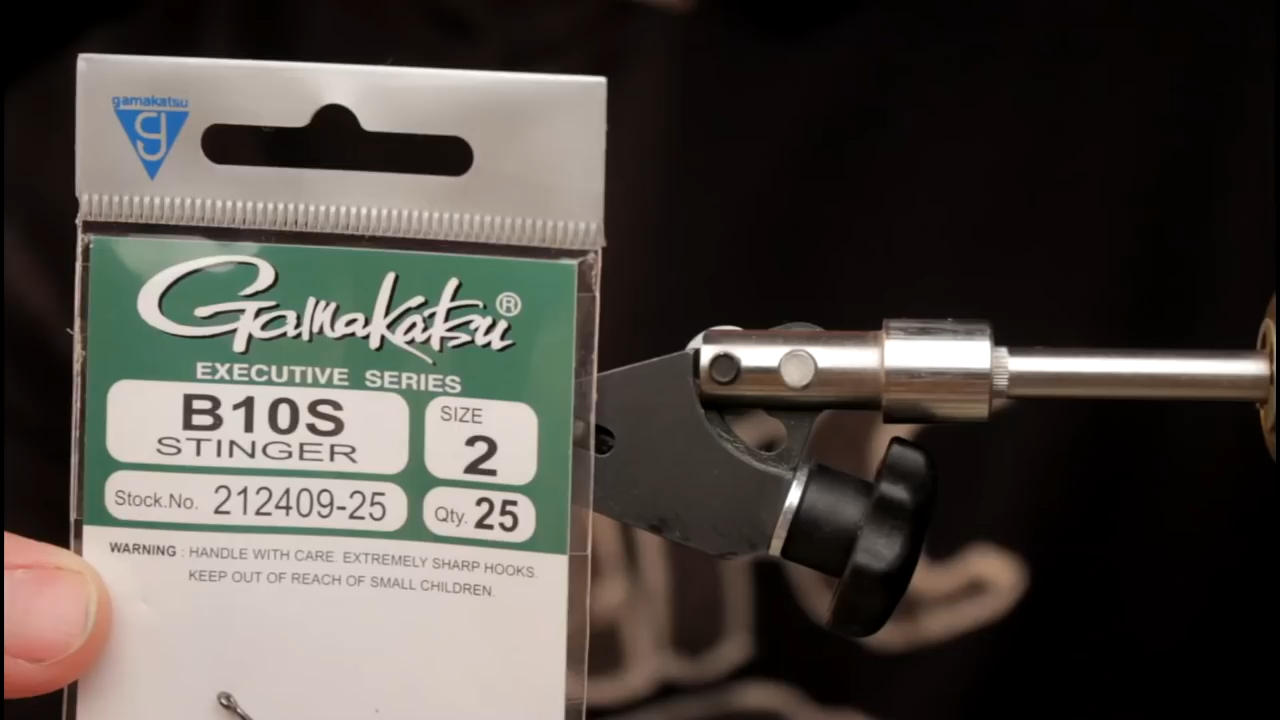 gamakatsu
g
Gamakatsu®
EXECUTIVE SERIES
B10S
STINGER
SIZE
2
Stock.No. 212409-25
Qty. 25
WARNING : HANDLE WITH CARE. EXTREMELY SHARP HOOKS.
KEEP OUT OF REACH OF SMALL CHILDREN.